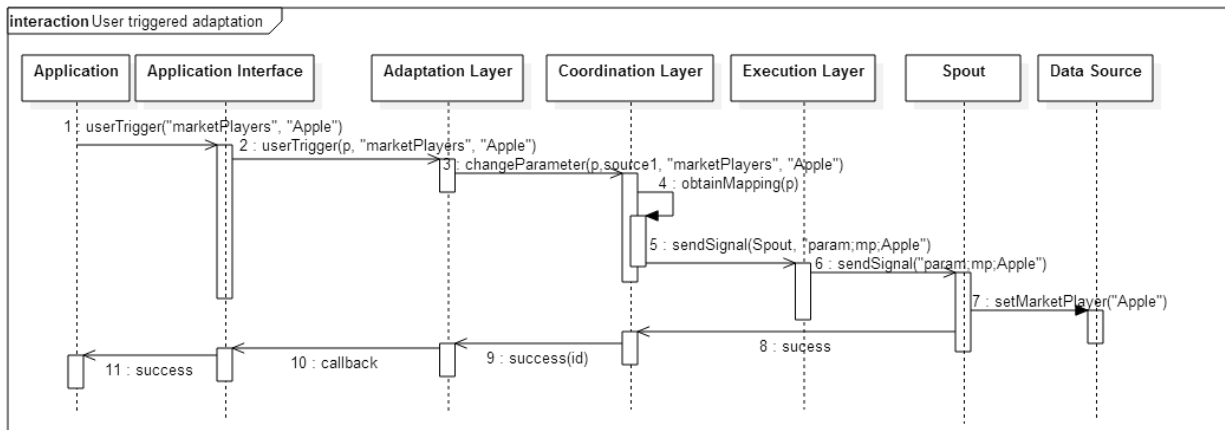 interaction User triggered adaptation
Application
Application Interface
Adaptation Layer
Coordination Layer
Execution Layer
Spout
Data Source
1 : userTrigger("marketPlayers", "Apple")
2 : userTrigger(p, "marketPlayers", "Apple")
3 : changeParameter(p,source1, "marketPlayers", "Apple")
4 : obtainMapping(p)
5 : sendSignal(Spout, "param;mp;Apple")
6 : sendSignal("param;mp;Apple")
7 : setMarketPlayer("Apple")
8 : sucess
9 : success(id)
10 : callback
11 : success